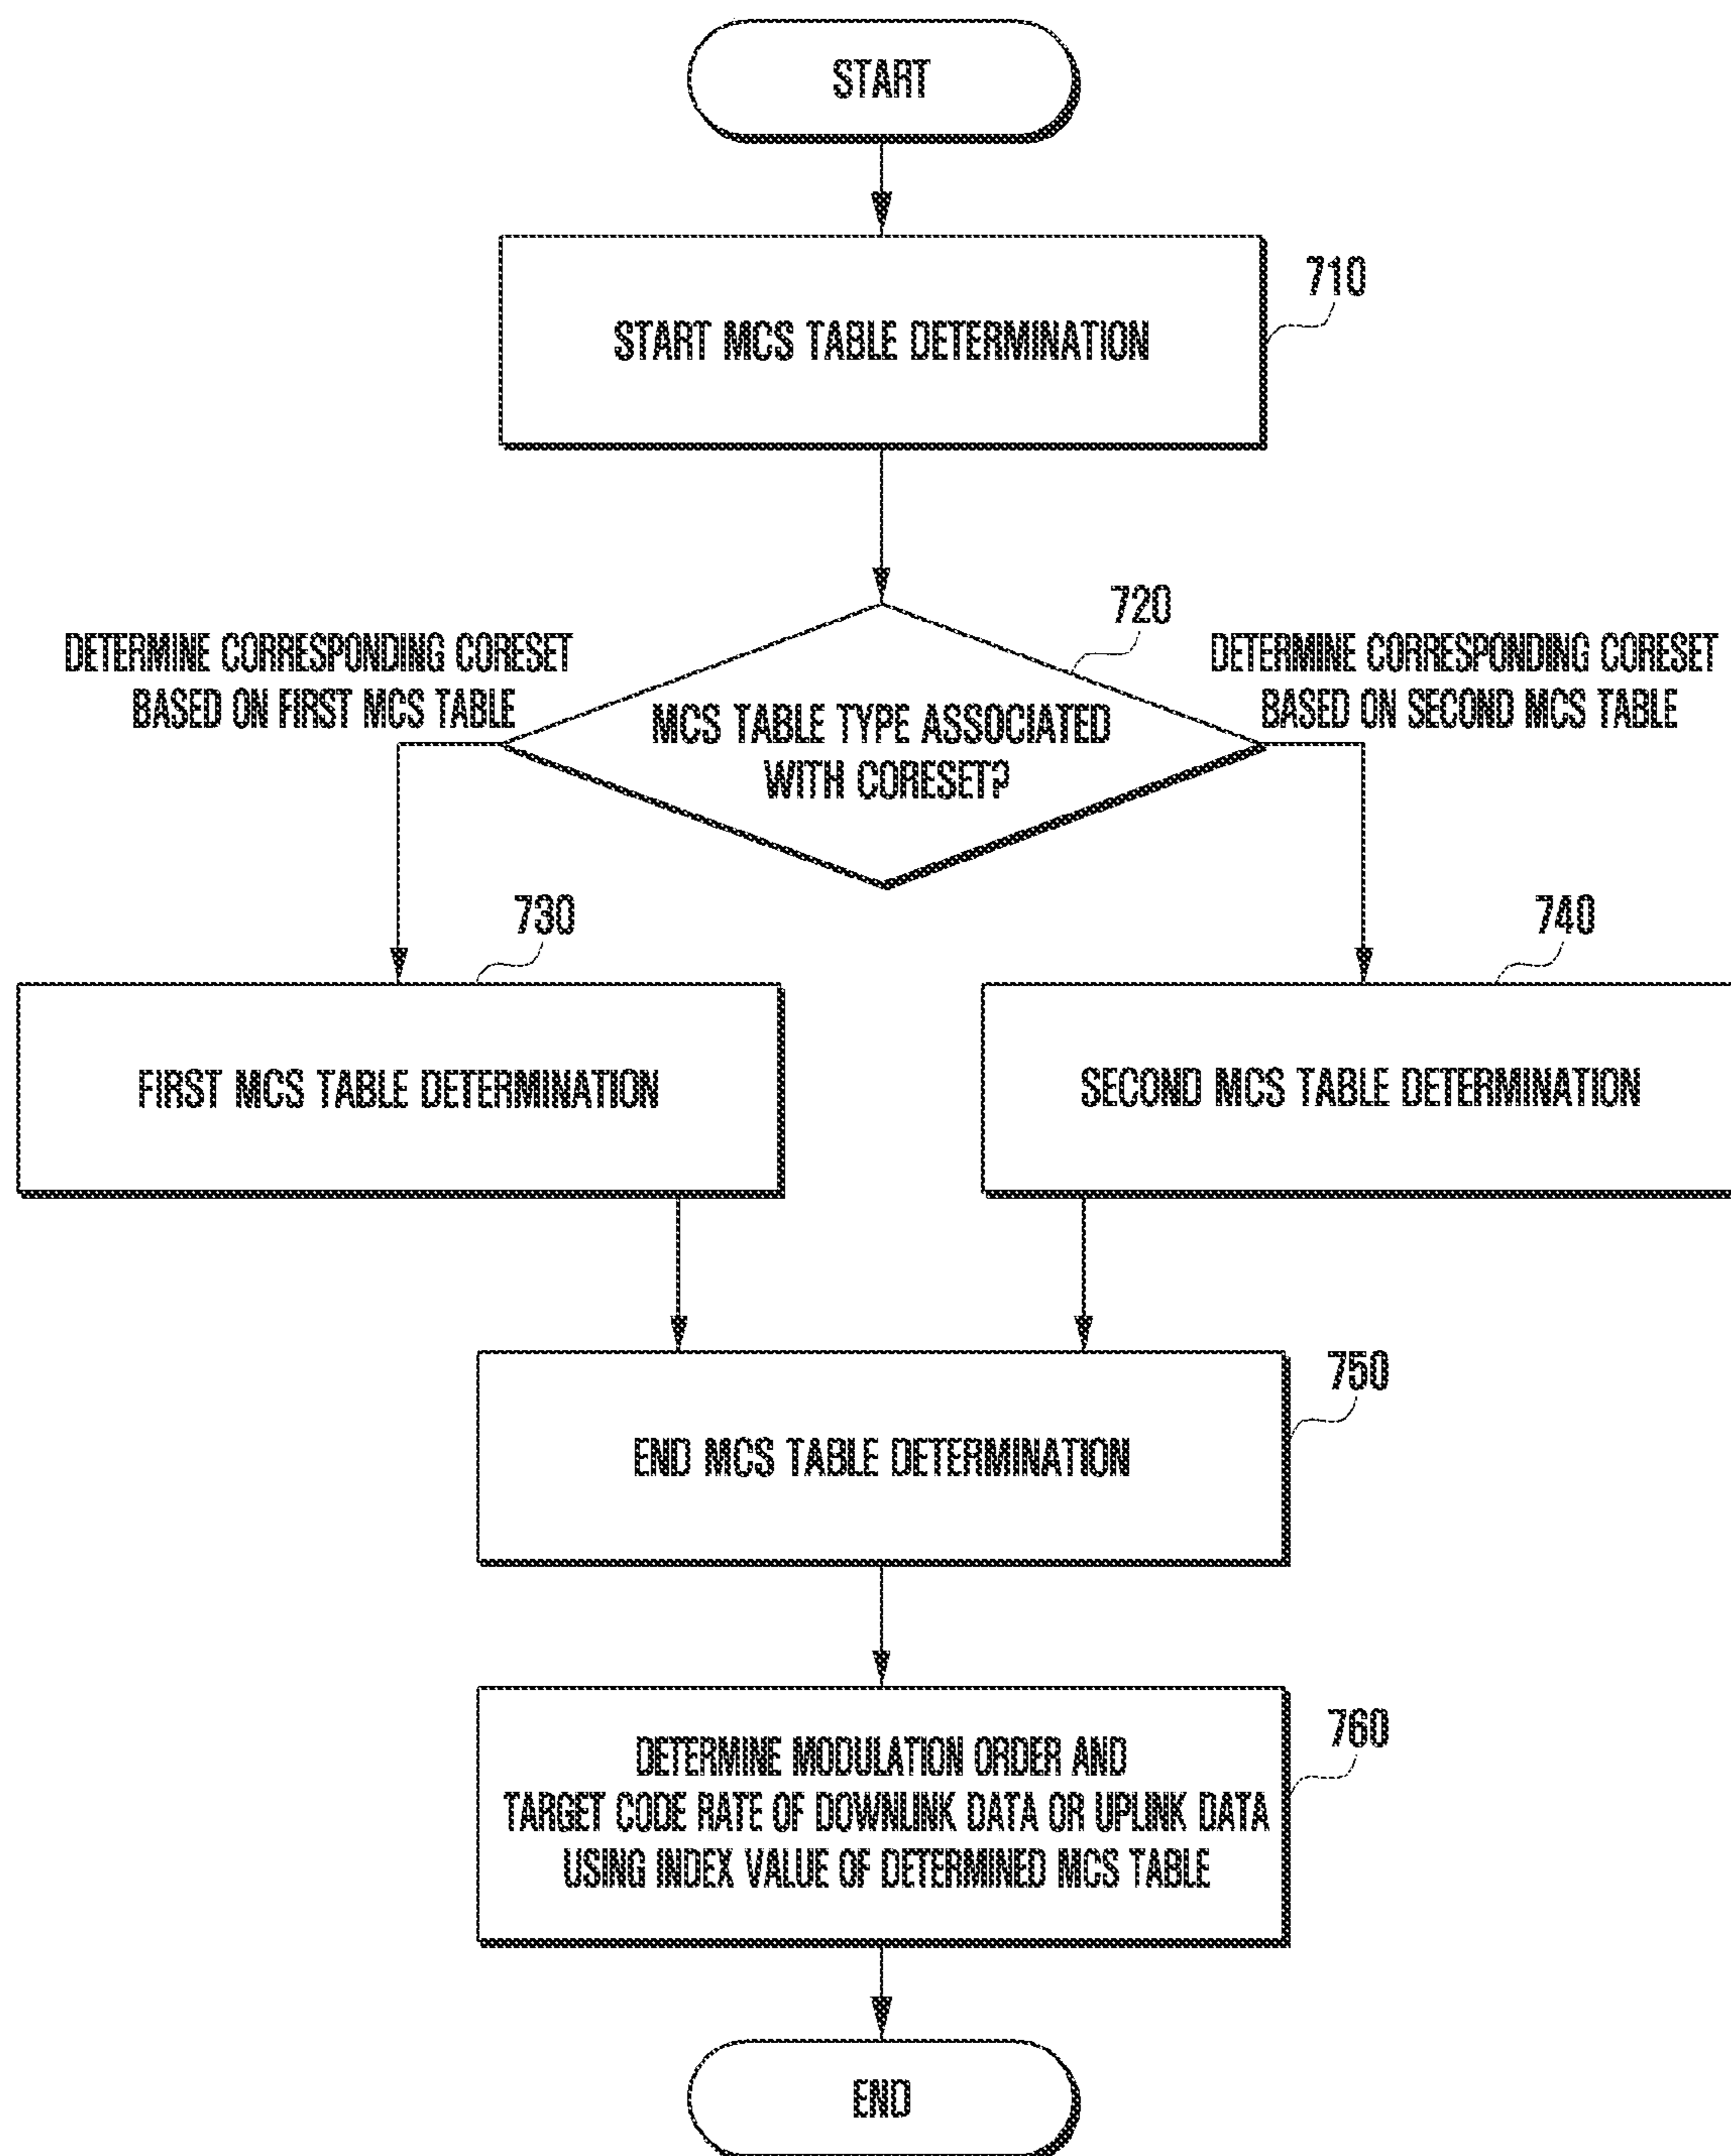 START
710
START MCS TABLE DETERMINATION
720
DETERMINE CORRESPONDING CORESET
BASED ON FIRST MCS TABLE
DETERMINE CORRESPONDING CORESET
BASED ON SECOND MCS TABLE
MCS TABLE TYPE ASSOCIATED
WITH CORESET?
730
740
FIRST MCS TABLE DETERMINATION
SECOND MCS TABLE DETERMINATION
750
END MCS TABLE DETERMINATION
760
DETERMINE MODULATION ORDER AND
TARGET CODE RATE OF DOWNLINK DATA OR UPLINK DATA
USING INDEX VALUE OF DETERMINED MCS TABLE
END